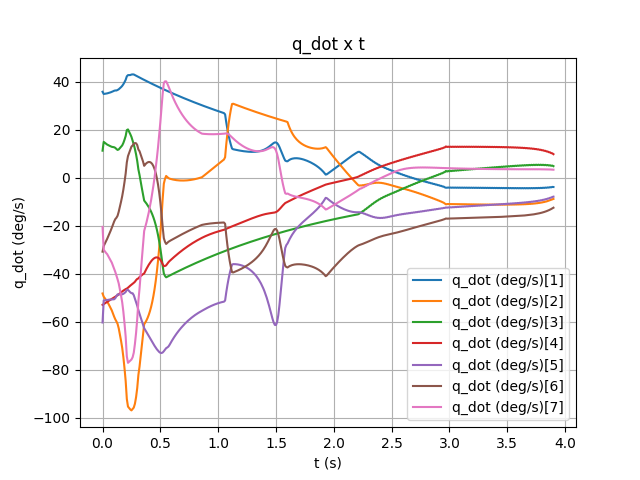 q_dot x t
q_dot (deg/s)
40
20
0
−20
−40
−60
−80
−100
0.0 0.5 1.0 1.5 2.0 2.5 3.0 3.5 4.0
t (s)
q_dot (deg/s)[1]
q_dot (deg/s)[2]
q_dot (deg/s)[3]
q_dot (deg/s)[4]
q_dot (deg/s)[5]
q_dot (deg/s)[6]
q_dot (deg/s)[7]